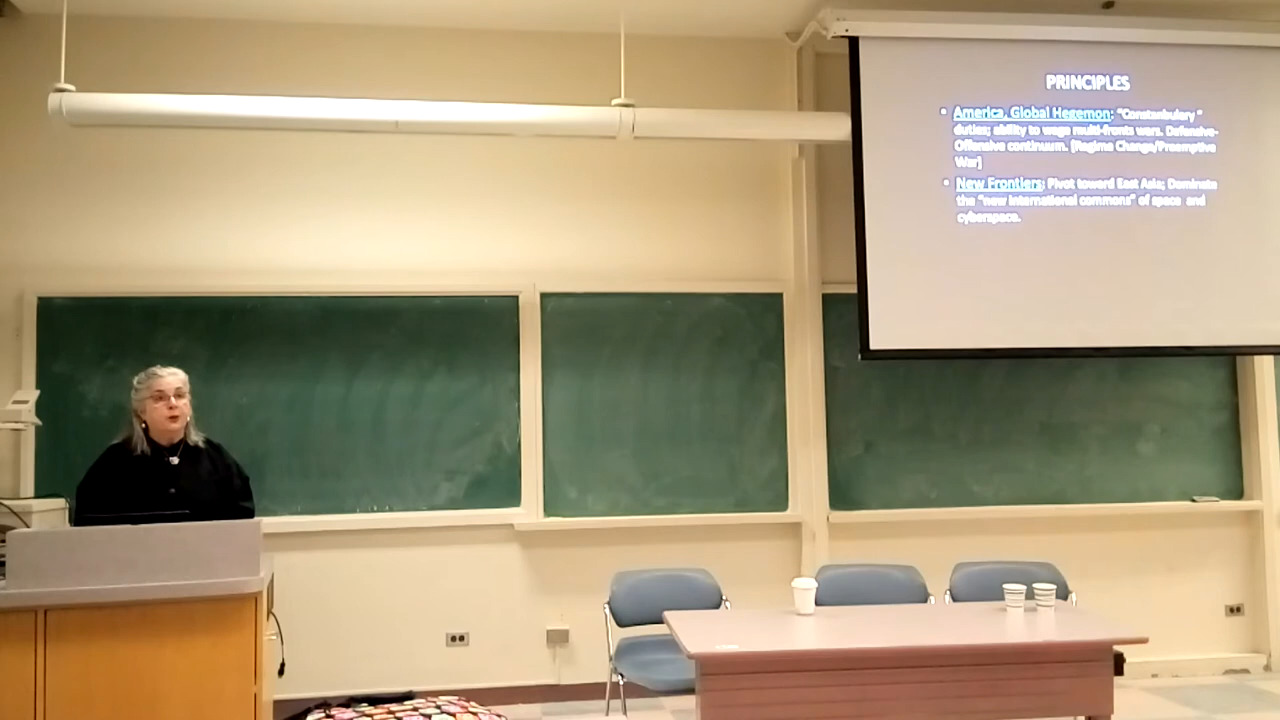 PRINCIPLES
• America, Global Hegemon: "Constanbulary "
duties; ability to wage multi-fronts wars. Defensive-
Offensive continuum. [Regime Change/Preemptive
War]
• New Frontiers: Pivot toward East Asia; Dominate
the "new international commons" of space and
cyberspace.